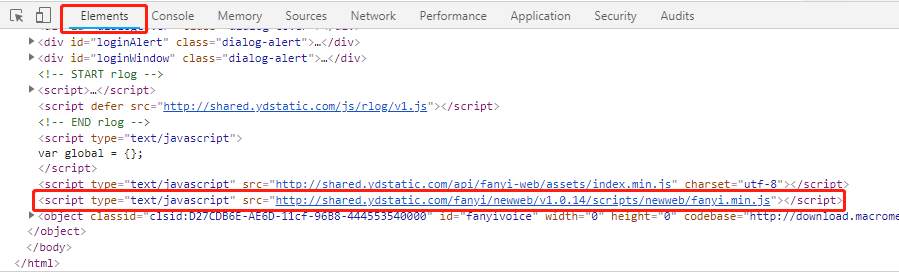 Elements Console Memory Sources Network Performance Application Security Audits
<div id="loginAlert" class="dialog-alert">…</div>
<div id="loginWindow" class="dialog-alert">…</div>
<!-- START rlog -->
<script>…</script>
<script defer src="http://shared.ydstatic.com/js/rlog/v1.js"></script>
<!-- END rlog -->
<script type="text/javascript">
var global = {};
</script>
<script type="text/javascript" src="http://shared.ydstatic.com/api/fanyi-web/assets/index.min.js" charset="utf-8"></script>
<script type="text/javascript" src="http://shared.ydstatic.com/fanyi/newweb/v1.0.14/scripts/newweb/fanyi.min.js"></script>
<object classid="clsid:D27CDB6E-AE6D-11cf-96B8-444553540000" id="fanyivoice" width="0" height="0" codebase="http://download.macrome
</object>
</body>
</html>